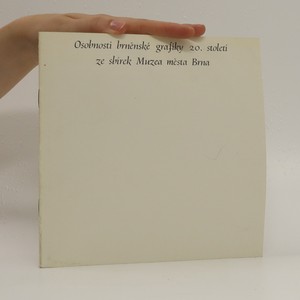 Osobnosti brněnské grafiky 20. století
ze sbírek Muzea města Brna